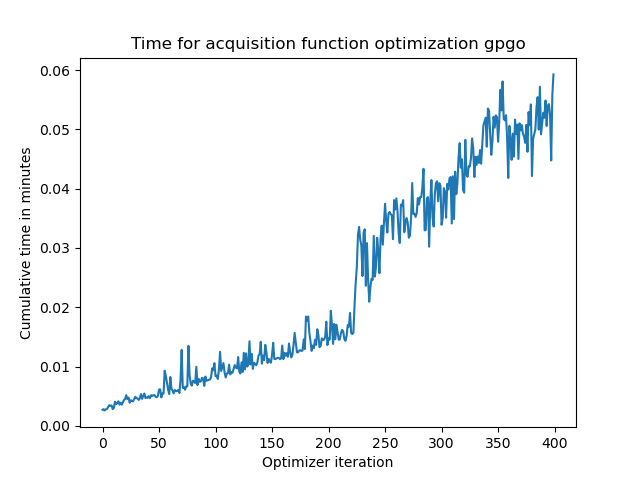 Time for acquisition function optimization gpgo
0.06
0.05
0.04
0.03
0.02
0.01
0.00
Cumulative time in minutes
0 50 100 150 200 250 300 350 400
Optimizer iteration